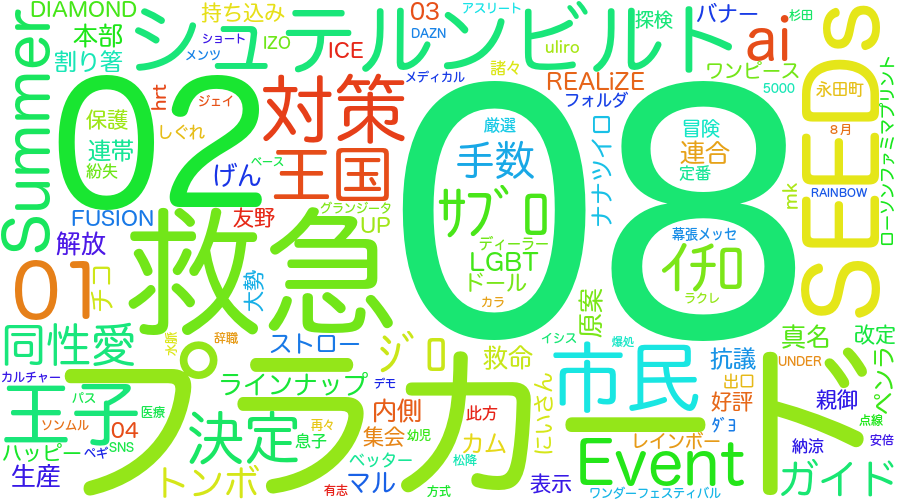 DIAMOND
シュテルンビルト
持ち込み
03
アスリート
バナー
杉田
SEEDs
本部
ショート
IZO
ICE
DAZN
探検
ai
割り箸
メンツ
uliro
ワンピース
Summer
02
hrt
ジェイ
対策
メディカル
諸々
REALiZE
フォルダ
5000
永田町
ローソンファミマプリント
08
保護
しぐれ
厳選
ナナツイロ
冒険
8月
連帯
王国
手数
連合
紛失
ベース
げん
定番
mk
RAINBOW
FUSION
友野
グランジータ
UP
ｻﾌﾞﾛ
ディーラー
LGBT
ドール
幕張メッセ
ｲﾁﾛ
ラクレ
解放
救急
01
チコ
大勢
カラ
原案
同性愛
水豚
辞職
ストロー
ジロ
救命
イシス
爆処
真名
改定
カルチャー
プラカード
ラインナップ
デモ
市民
抗議
UNDER
ペンラ
王子
パス
医療
決定
内側
此方
にいさん
出口
好評
親御
ソンムル
04
再々
集会
幼児
カム
ﾀﾞﾖ
点線
ハッピー
ペギ
SNS
息子
レインボー
納涼
安倍
生産
トンボ
ベッター
松降
Event
ガイド
マル
有志
方式
表示
ワンダーフェスティバル